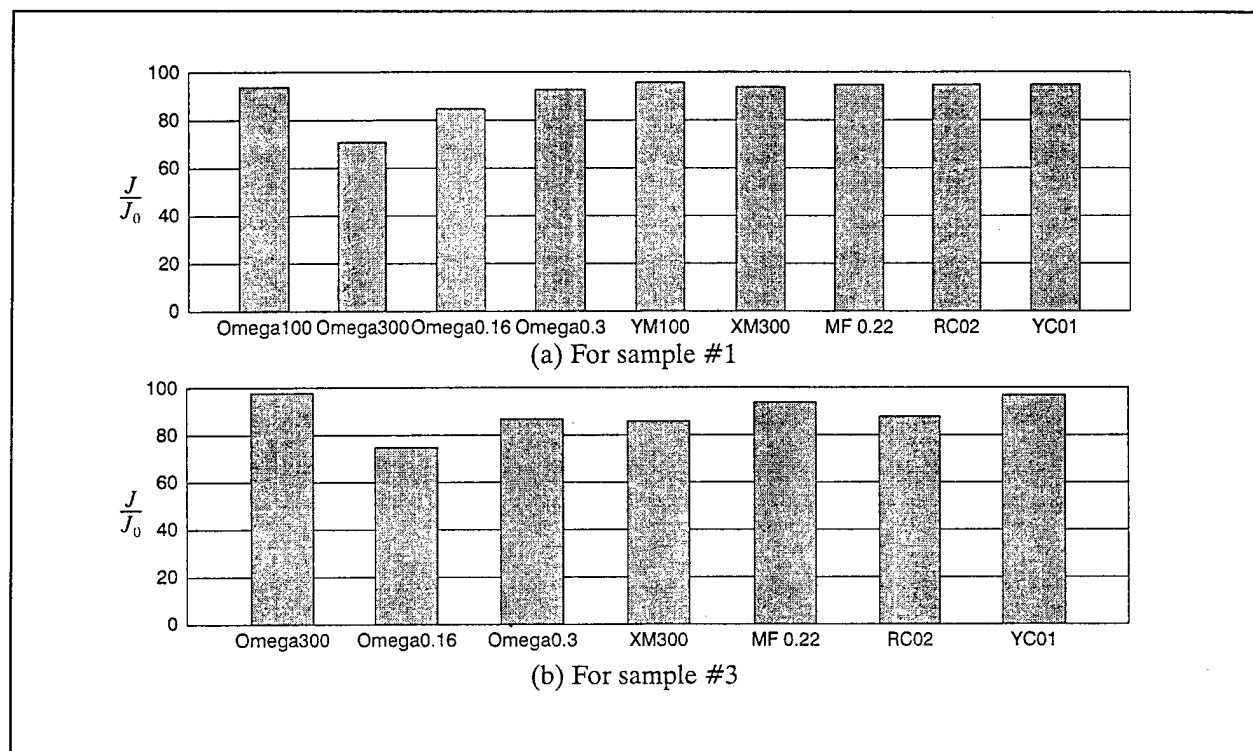 100
80
60
40
20
0
J/J₀
Omega100 Omega300 Omega0.16 Omega0.3 YM100 XM300 MF 0.22 RC02 YC01
(a) For sample #1
100
80
60
40
20
0
J/J₀
Omega300 Omega0.16 Omega0.3 XM300 MF 0.22 RC02 YC01
(b) For sample #3